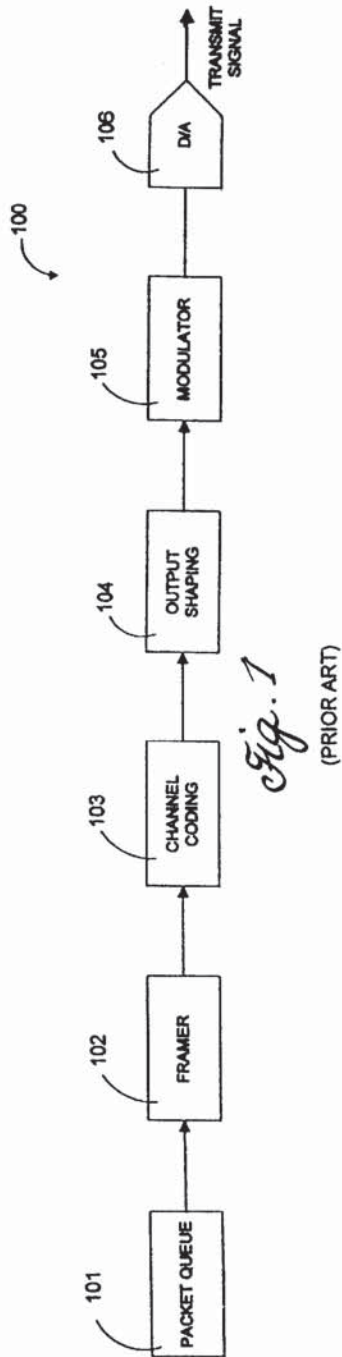 100
101
PACKET QUEUE
102
FRAMER
103
CHANNEL
CODING
104
OUTPUT
SHAPING
105
MODULATOR
106
D/A
TRANSMIT
SIGNAL
Fig. 1
(PRIOR ART)